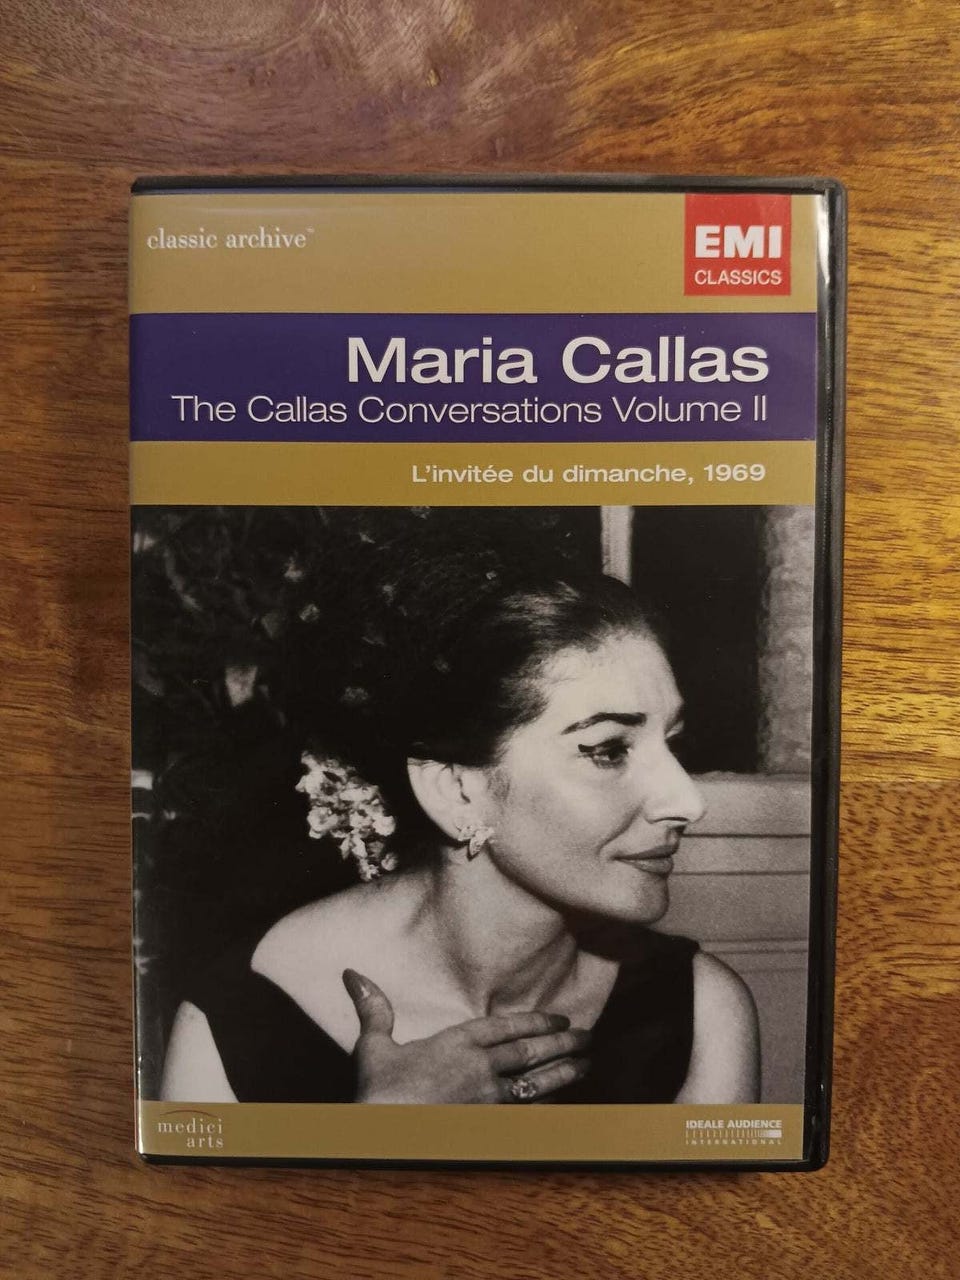 classic archive™
EMI
CLASSICS
Maria Callas
The Callas Conversations Volume II
L'invitée du dimanche, 1969
medici
arts
IDEALE AUDIENCE
INTERNATIONAL